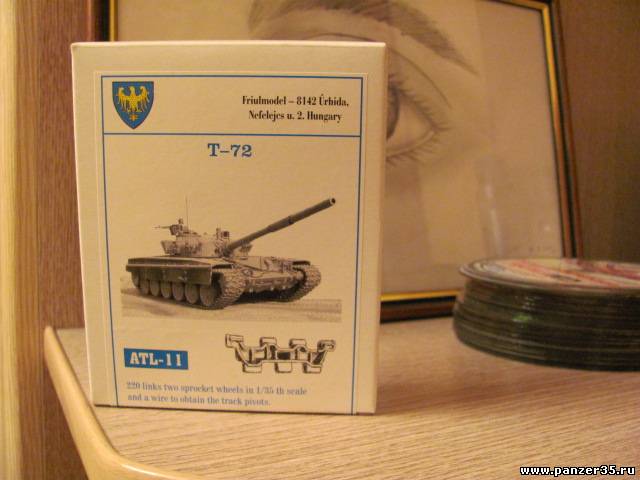 Friulmodel – 8142 Úrhida,
Nefelejcs u. 2. Hungary
T–72
ATL-11
220 links two sprocket wheels in 1/35 th scale
and a wire to obtain the track pivots.
www.panzer35.ru